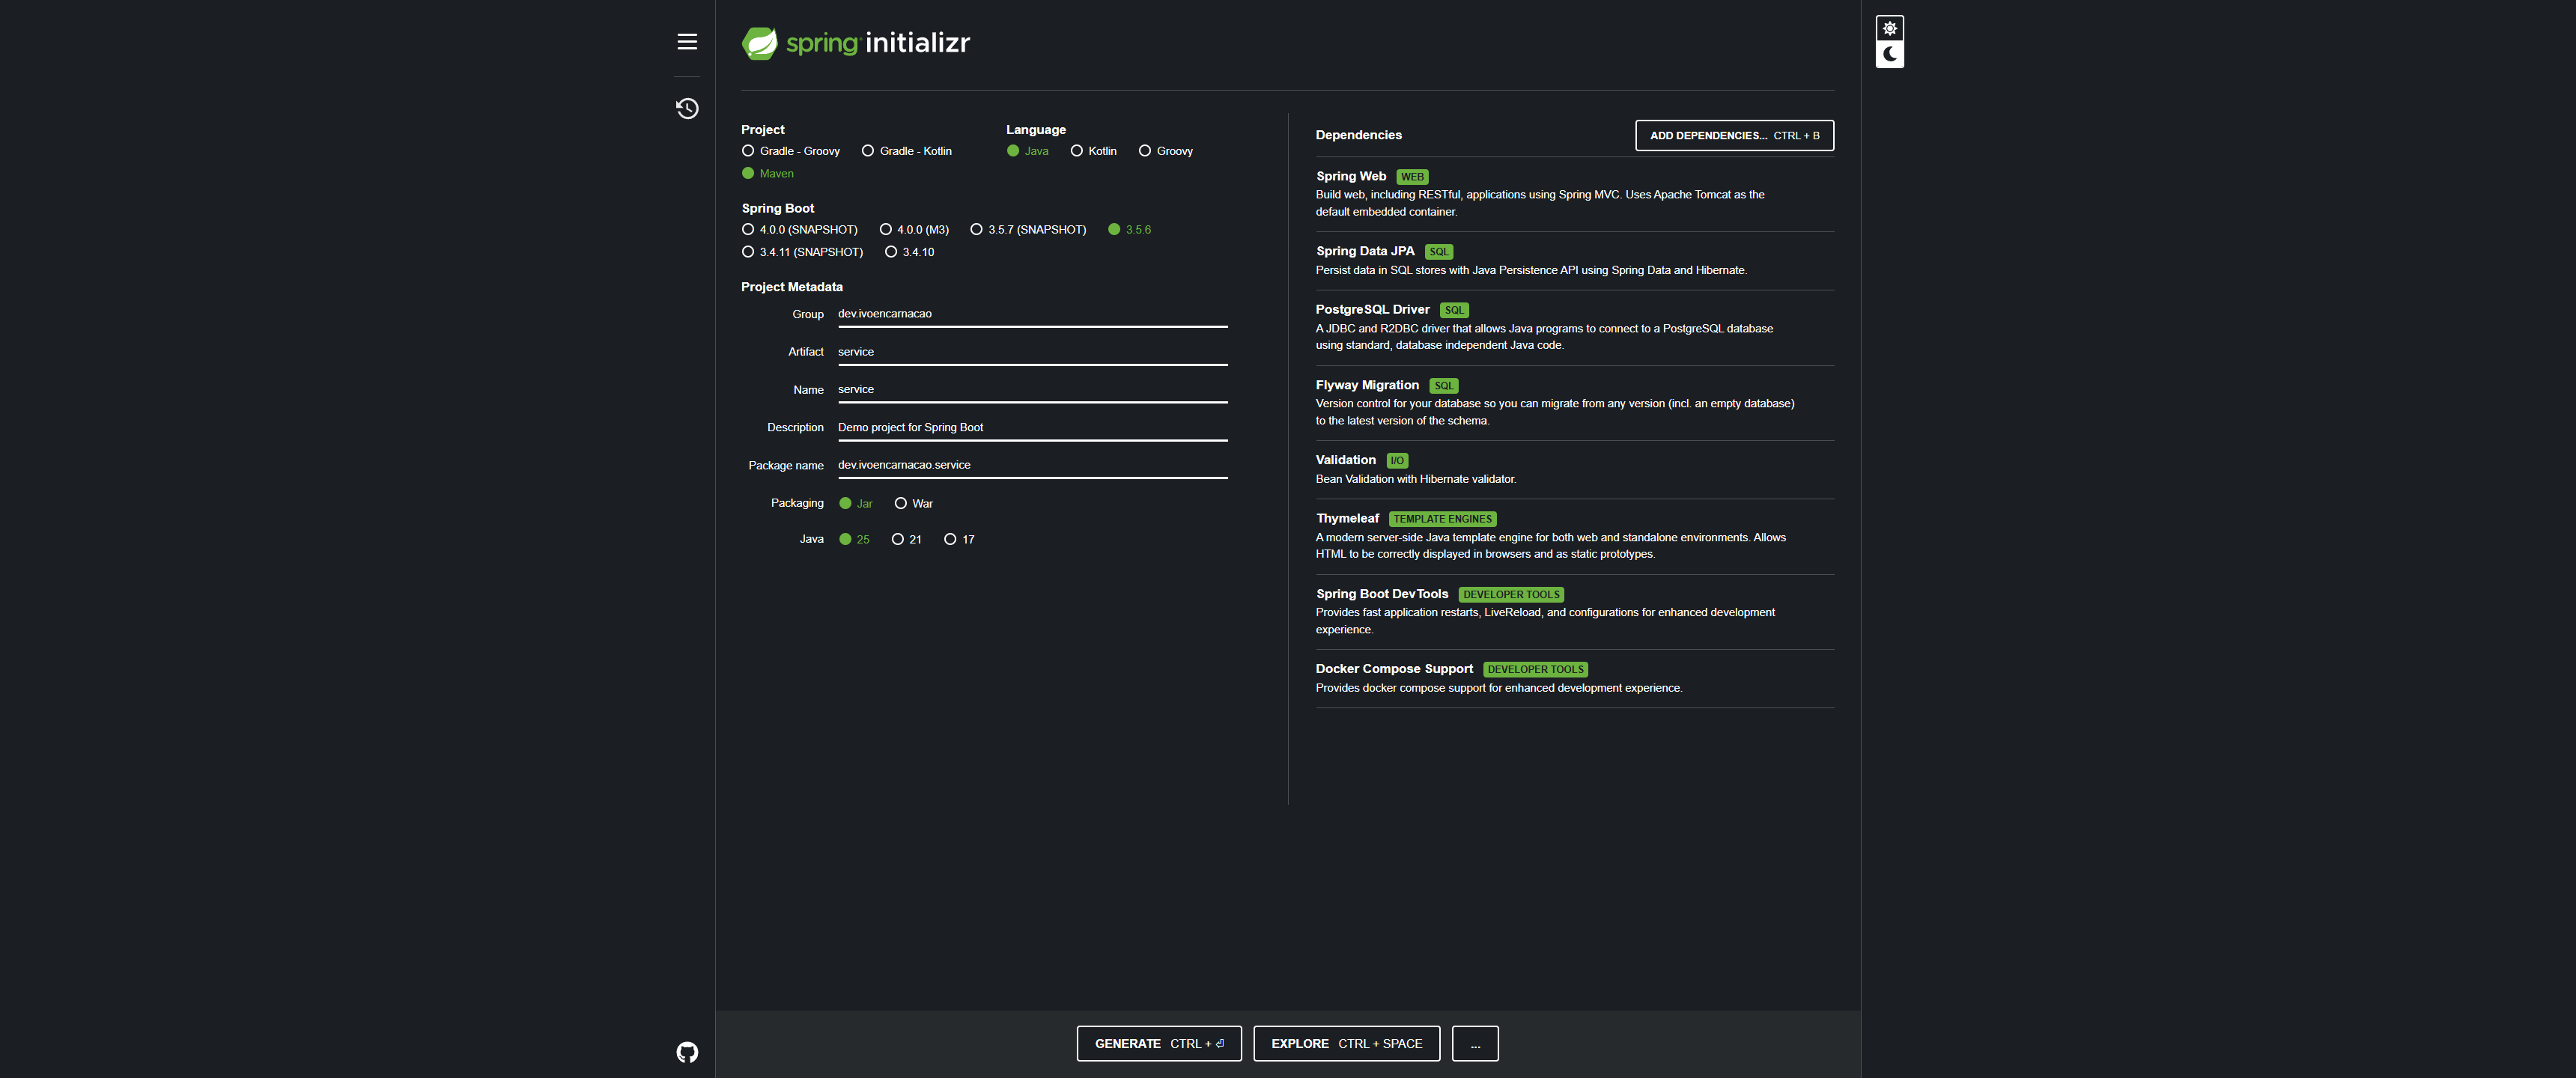 spring initializr
Project
Gradle - Groovy Gradle - Kotlin
Maven
Language
Java Kotlin Groovy
Spring Boot
4.0.0 (SNAPSHOT) 4.0.0 (M3) 3.5.7 (SNAPSHOT) 3.5.6
3.4.11 (SNAPSHOT) 3.4.10
Project Metadata
Group dev.ivoencarnacao
Artifact service
Name service
Description Demo project for Spring Boot
Package name dev.ivoencarnacao.service
Packaging Jar War
Java 25 21 17
Dependencies ADD DEPENDENCIES... CTRL + B
Spring Web WEB
Build web, including RESTful, applications using Spring MVC. Uses Apache Tomcat as the
default embedded container.
Spring Data JPA SQL
Persist data in SQL stores with Java Persistence API using Spring Data and Hibernate.
PostgreSQL Driver SQL
A JDBC and R2DBC driver that allows Java programs to connect to a PostgreSQL database
using standard, database independent Java code.
Flyway Migration SQL
Version control for your database so you can migrate from any version (incl. an empty database)
to the latest version of the schema.
Validation I/O
Bean Validation with Hibernate validator.
Thymeleaf TEMPLATE ENGINES
A modern server-side Java template engine for both web and standalone environments. Allows
HTML to be correctly displayed in browsers and as static prototypes.
Spring Boot DevTools DEVELOPER TOOLS
Provides fast application restarts, LiveReload, and configurations for enhanced development
experience.
Docker Compose Support DEVELOPER TOOLS
Provides docker compose support for enhanced development experience.
GENERATE CTRL + ⏎ EXPLORE CTRL + SPACE ...